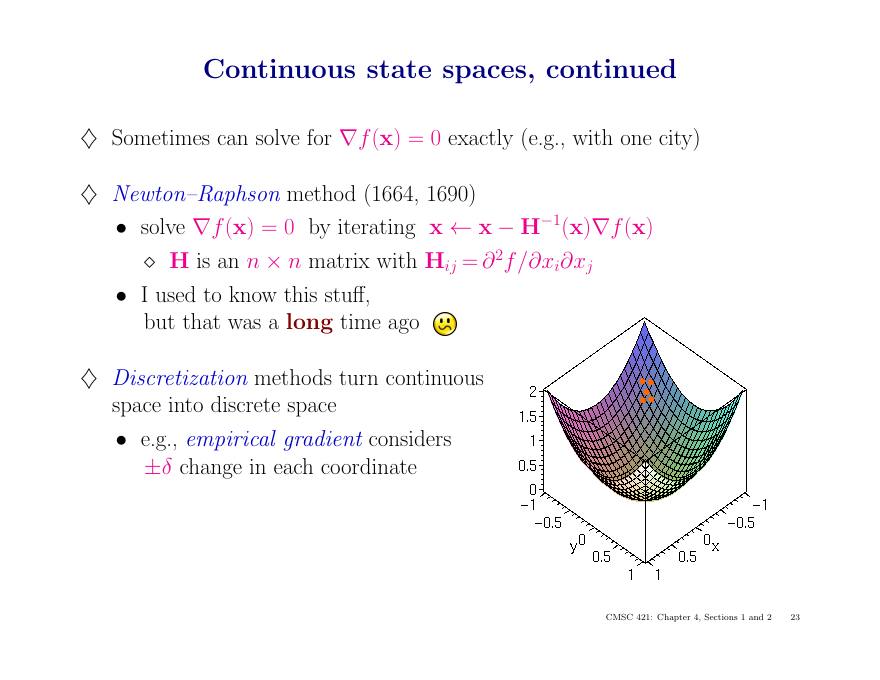 Continuous state spaces, continued
♢ Sometimes can solve for ∇f(x) = 0 exactly (e.g., with one city)
♢ Newton–Raphson method (1664, 1690)
• solve ∇f(x) = 0 by iterating x ← x − H⁻¹(x)∇f(x)
⋄ H is an n × n matrix with Hᵢⱼ = ∂²f/∂xᵢ∂xⱼ
• I used to know this stuff,
but that was a long time ago
♢ Discretization methods turn continuous
space into discrete space
• e.g., empirical gradient considers
±δ change in each coordinate
2
1.5
1
0.5
0
−1
−0.5
y
0
0.5
1
−1
−0.5
0
x
0.5
1
CMSC 421: Chapter 4, Sections 1 and 2 23